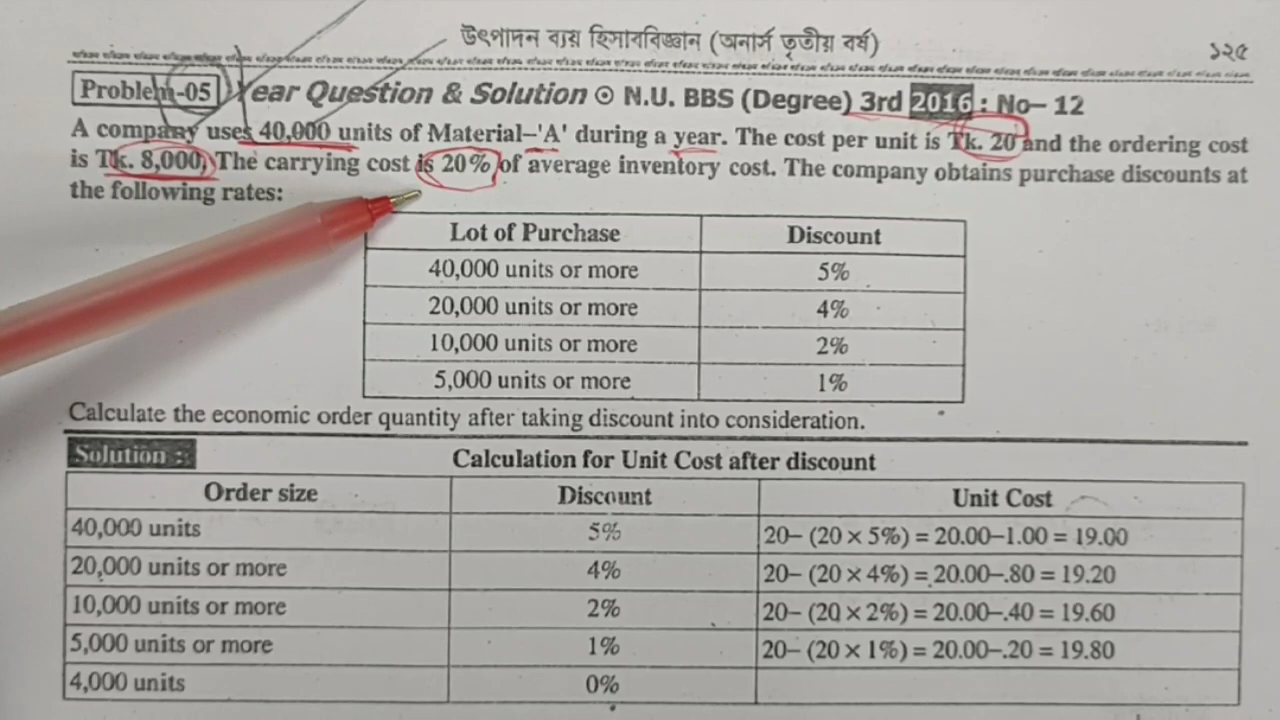 উৎপাদন ব্যয় হিসাববিজ্ঞান (অনার্স তৃতীয় বর্ষ)
১২৫
Problem-05 Year Question & Solution ⊙ N.U. BBS (Degree) 3rd 2016 : No– 12
A company uses 40,000 units of Material–'A' during a year. The cost per unit is Tk. 20 and the ordering cost
is Tk. 8,000, The carrying cost is 20% of average inventory cost. The company obtains purchase discounts at
the following rates:
Lot of Purchase Discount
40,000 units or more 5%
20,000 units or more 4%
10,000 units or more 2%
5,000 units or more 1%
Calculate the economic order quantity after taking discount into consideration.
Solution : Calculation for Unit Cost after discount
Order size Discount Unit Cost
40,000 units 5% 20– (20 × 5%) = 20.00–1.00 = 19.00
20,000 units or more 4% 20– (20 × 4%) = 20.00–.80 = 19.20
10,000 units or more 2% 20– (20 × 2%) = 20.00–.40 = 19.60
5,000 units or more 1% 20– (20 × 1%) = 20.00–.20 = 19.80
4,000 units 0%